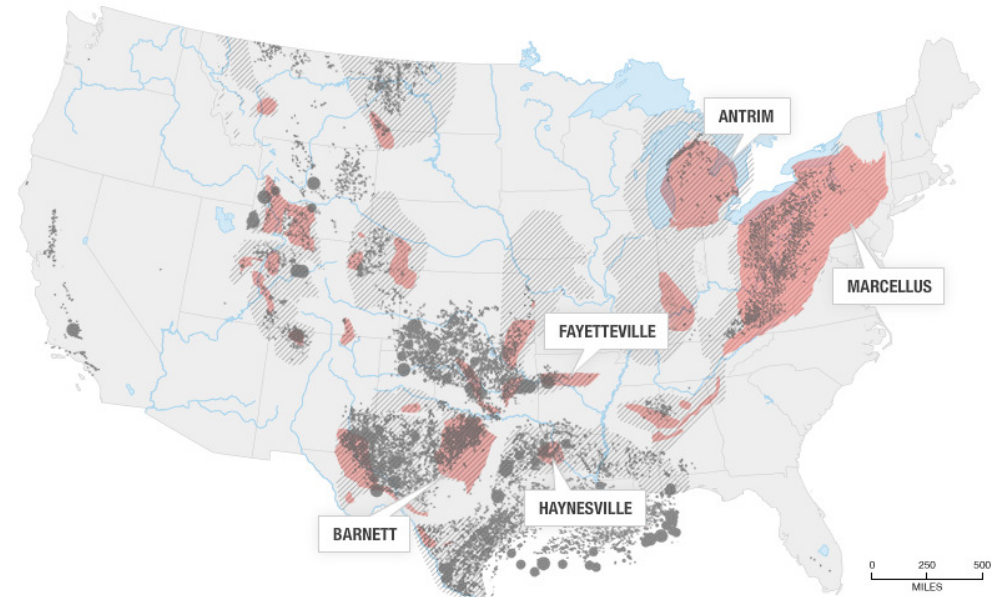 ANTRIM
MARCELLUS
FAYETTEVILLE
HAYNESVILLE
BARNETT
0 250 500
MILES